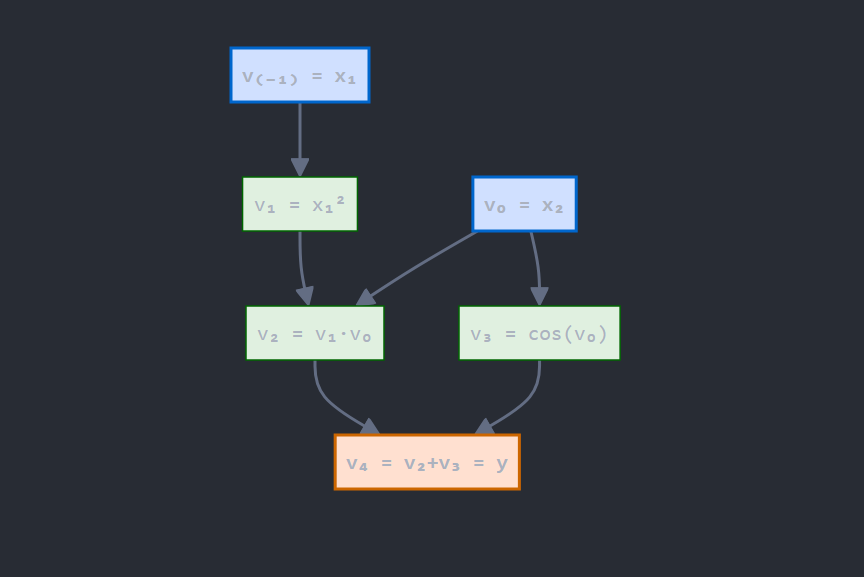 v₍₋₁₎ = x₁
v₁ = x₁²
v₀ = x₂
v₂ = v₁·v₀
v₃ = cos(v₀)
v₄ = v₂+v₃ = y